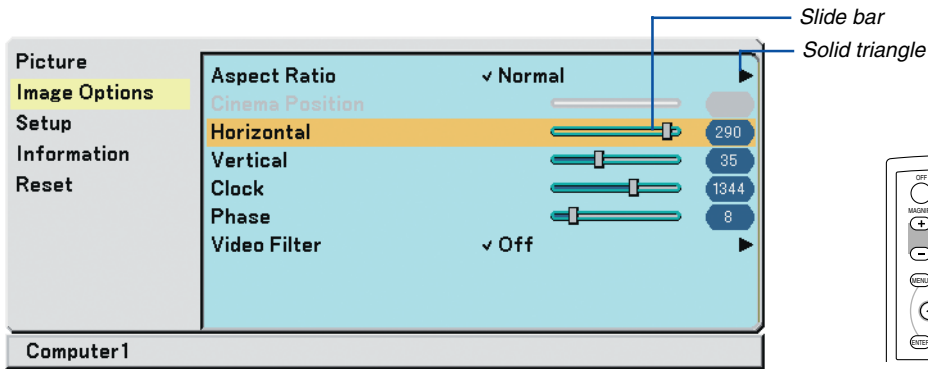 Slide bar
Solid triangle
Picture
Image Options
Setup
Information
Reset
Aspect Ratio ✓ Normal
Cinema Position
Horizontal 290
Vertical 35
Clock 1344
Phase 8
Video Filter ✓ Off
Computer1
OFF
+
−
MENU